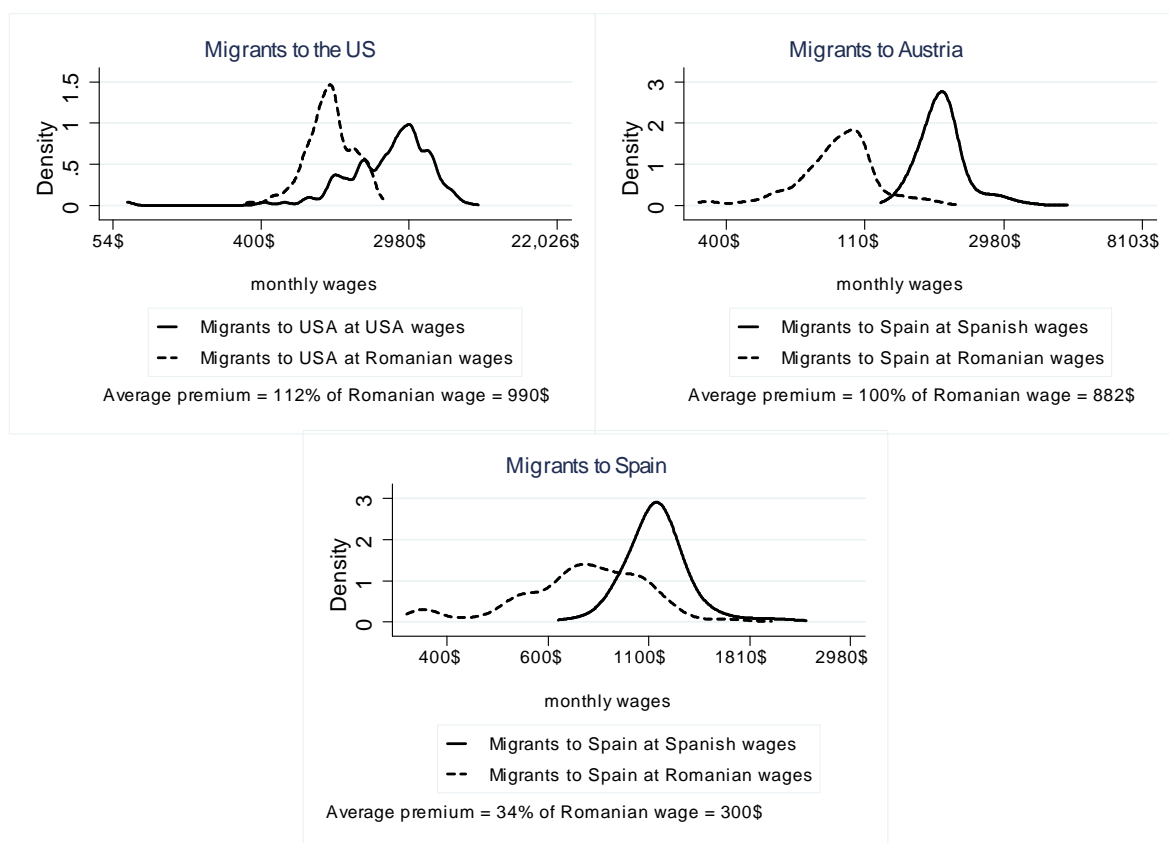 Migrants to the US
Density
0 .5 1 1.5
54$ 400$ 2980$ 22,026$
monthly wages
Migrants to USA at USA wages
Migrants to USA at Romanian wages
Average premium = 112% of Romanian wage = 990$
Migrants to Austria
Density
0 1 2 3
400$ 110$ 2980$ 8103$
monthly wages
Migrants to Spain at Spanish wages
Migrants to Spain at Romanian wages
Average premium = 100% of Romanian wage = 882$
Migrants to Spain
Density
0 1 2 3
400$ 600$ 1100$ 1810$ 2980$
monthly wages
Migrants to Spain at Spanish wages
Migrants to Spain at Romanian wages
Average premium = 34% of Romanian wage = 300$